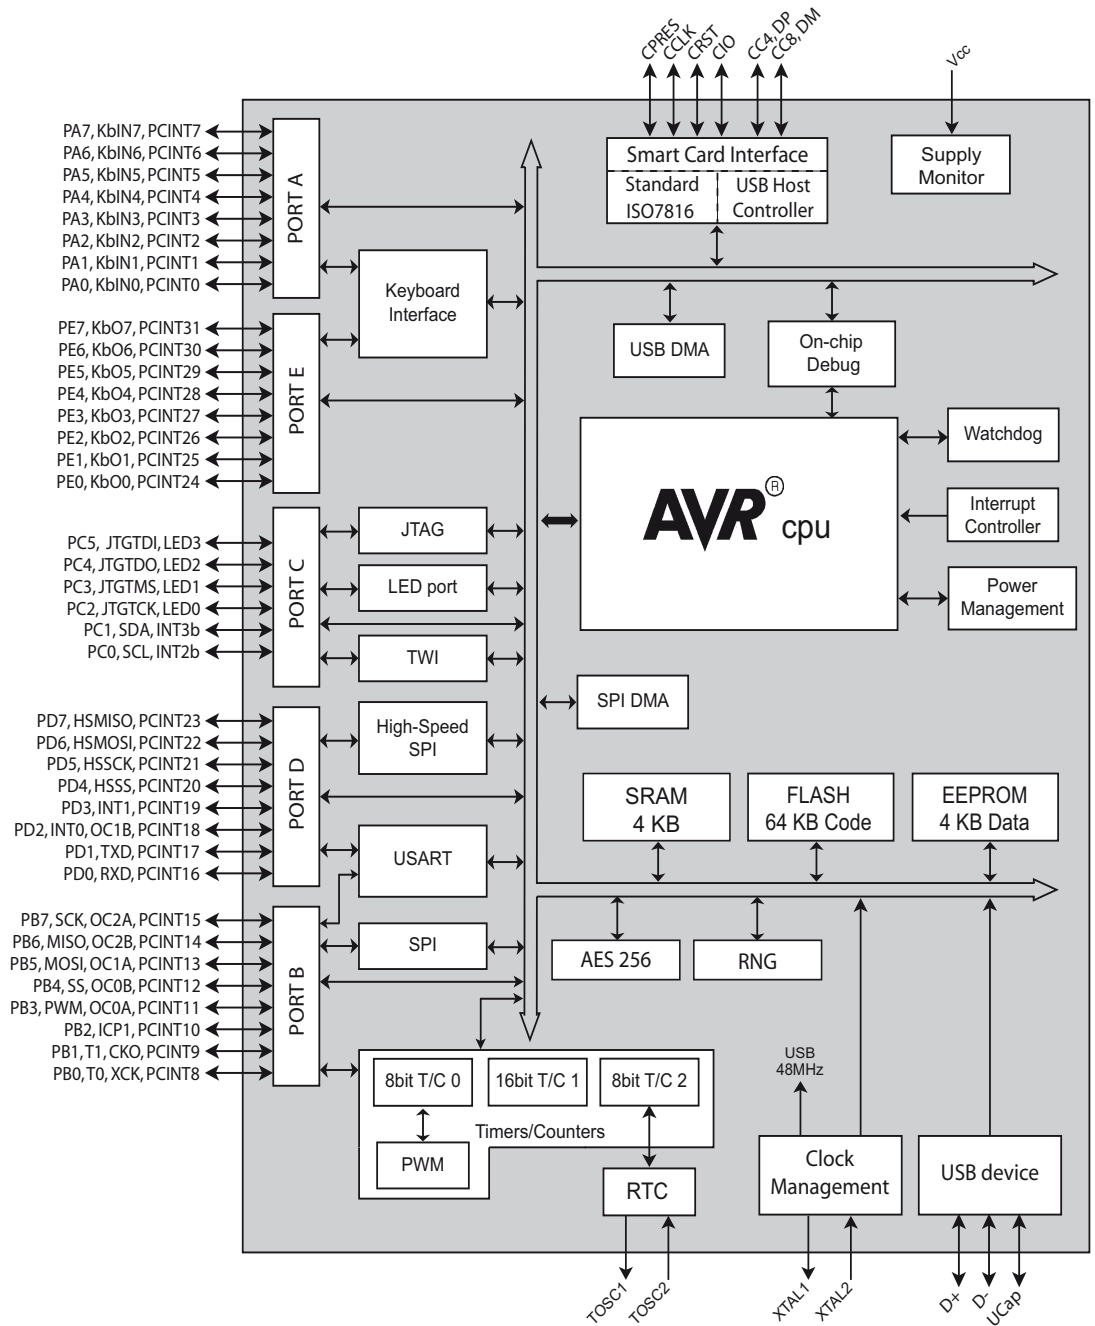 CPRES
CCLK
CRST
CIO
CC4, DP
CC8, DM
Vcc
PA7, KbIN7, PCINT7
PA6, KbIN6, PCINT6
PA5, KbIN5, PCINT5
PA4, KbIN4, PCINT4
PA3, KbIN3, PCINT3
PA2, KbIN2, PCINT2
PA1, KbIN1, PCINT1
PA0, KbIN0, PCINT0
PORT A
Keyboard
Interface
Smart Card Interface
Standard
ISO7816
USB Host
Controller
Supply
Monitor
PE7, KbO7, PCINT31
PE6, KbO6, PCINT30
PE5, KbO5, PCINT29
PE4, KbO4, PCINT28
PE3, KbO3, PCINT27
PE2, KbO2, PCINT26
PE1, KbO1, PCINT25
PE0, KbO0, PCINT24
PORT E
USB DMA
On-chip
Debug
AVR® cpu
Watchdog
Interrupt
Controller
Power
Management
PC5, JTGTDI, LED3
PC4, JTGTDO, LED2
PC3, JTGTMS, LED1
PC2, JTGTCK, LED0
PC1, SDA, INT3b
PC0, SCL, INT2b
PORT C
JTAG
LED port
TWI
SPI DMA
PD7, HSMISO, PCINT23
PD6, HSMOSI, PCINT22
PD5, HSSCK, PCINT21
PD4, HSSS, PCINT20
PD3, INT1, PCINT19
PD2, INT0, OC1B, PCINT18
PD1, TXD, PCINT17
PD0, RXD, PCINT16
PORT D
High-Speed
SPI
USART
SRAM
4 KB
FLASH
64 KB Code
EEPROM
4 KB Data
PB7, SCK, OC2A, PCINT15
PB6, MISO, OC2B, PCINT14
PB5, MOSI, OC1A, PCINT13
PB4, SS, OC0B, PCINT12
PB3, PWM, OC0A, PCINT11
PB2, ICP1, PCINT10
PB1, T1, CKO, PCINT9
PB0, T0, XCK, PCINT8
PORT B
SPI
AES 256
RNG
8bit T/C 0
16bit T/C 1
8bit T/C 2
Timers/Counters
PWM
RTC
USB
48MHz
Clock
Management
USB device
TOSC1
TOSC2
XTAL1
XTAL2
D+
D-
UCap